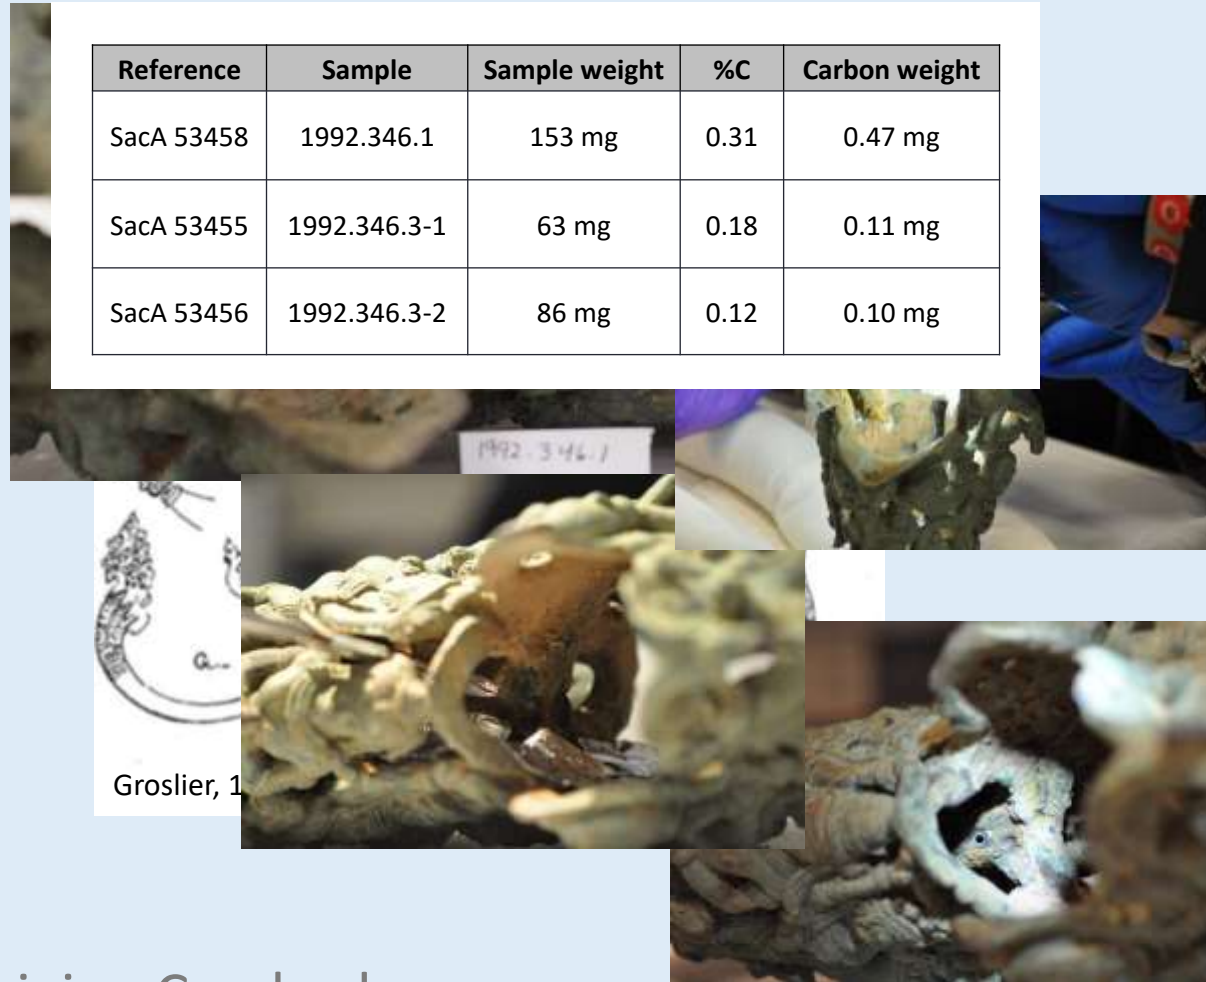 Reference Sample Sample weight %C Carbon weight
SacA 53458 1992.346.1 153 mg 0.31 0.47 mg
SacA 53455 1992.346.3-1 63 mg 0.18 0.11 mg
SacA 53456 1992.346.3-2 86 mg 0.12 0.10 mg
1992.346.1
Groslier, 1